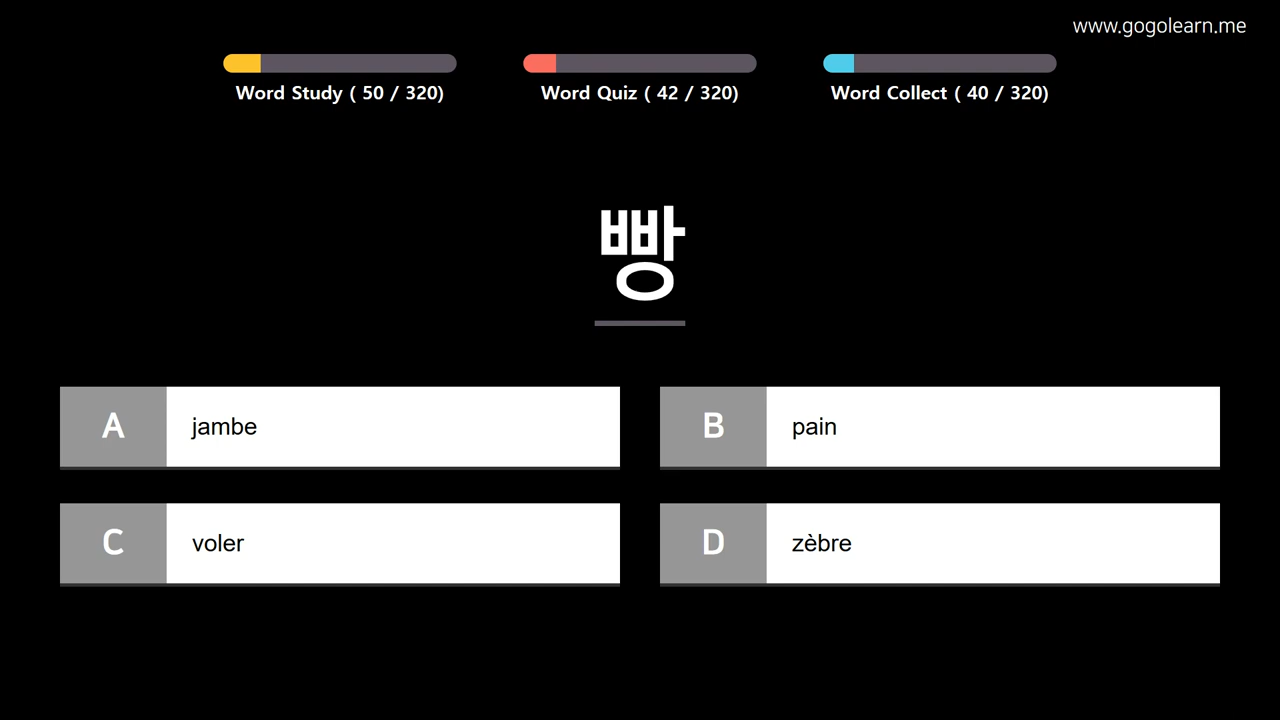 www.gogolearn.me
Word Study ( 50 / 320)
Word Quiz ( 42 / 320)
Word Collect ( 40 / 320)
빵
A jambe
B pain
C voler
D zèbre